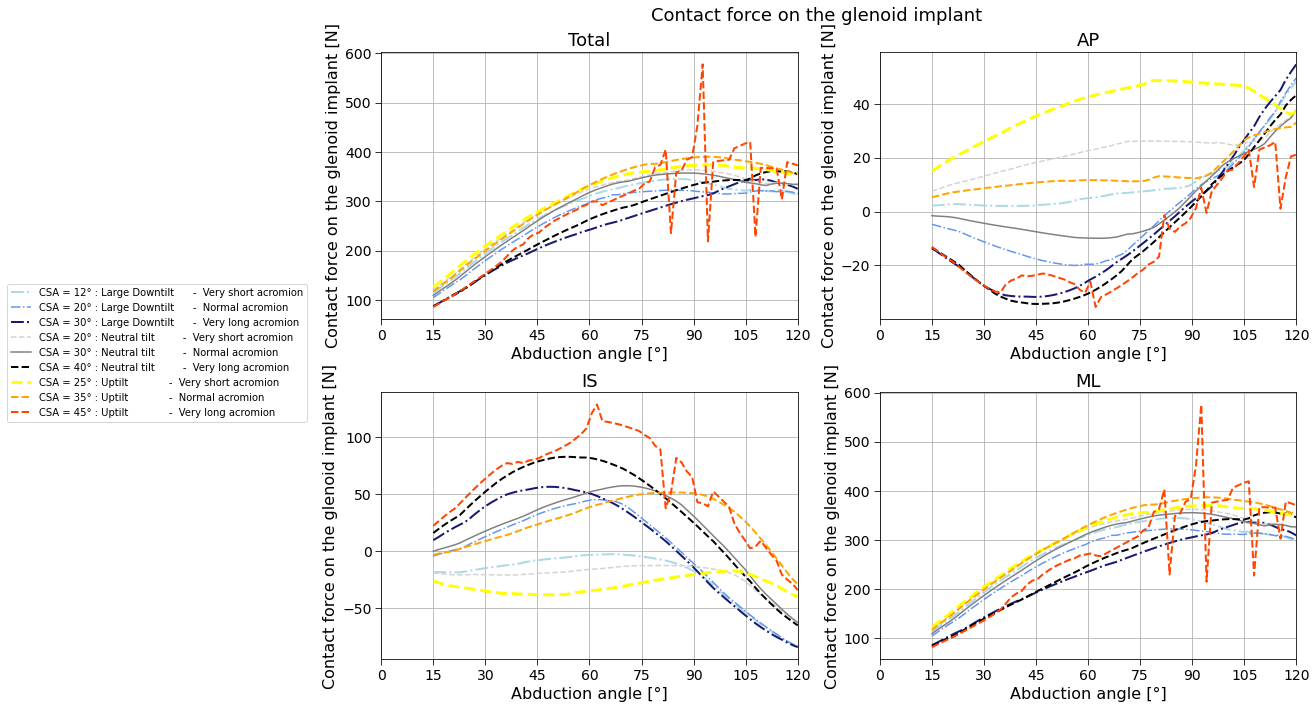 Contact force on the glenoid implant
Total
Contact force on the glenoid implant [N]
600
500
400
300
200
100
0 15 30 45 60 75 90 105 120
Abduction angle [°]
AP
Contact force on the glenoid implant [N]
40
20
0
−20
0 15 30 45 60 75 90 105 120
Abduction angle [°]
CSA = 12° : Large Downtilt - Very short acromion
CSA = 20° : Large Downtilt - Normal acromion
CSA = 30° : Large Downtilt - Very long acromion
CSA = 20° : Neutral tilt - Very short acromion
CSA = 30° : Neutral tilt - Normal acromion
CSA = 40° : Neutral tilt - Very long acromion
CSA = 25° : Uptilt - Very short acromion
CSA = 35° : Uptilt - Normal acromion
CSA = 45° : Uptilt - Very long acromion
IS
Contact force on the glenoid implant [N]
100
50
0
−50
0 15 30 45 60 75 90 105 120
Abduction angle [°]
ML
Contact force on the glenoid implant [N]
600
500
400
300
200
100
0 15 30 45 60 75 90 105 120
Abduction angle [°]